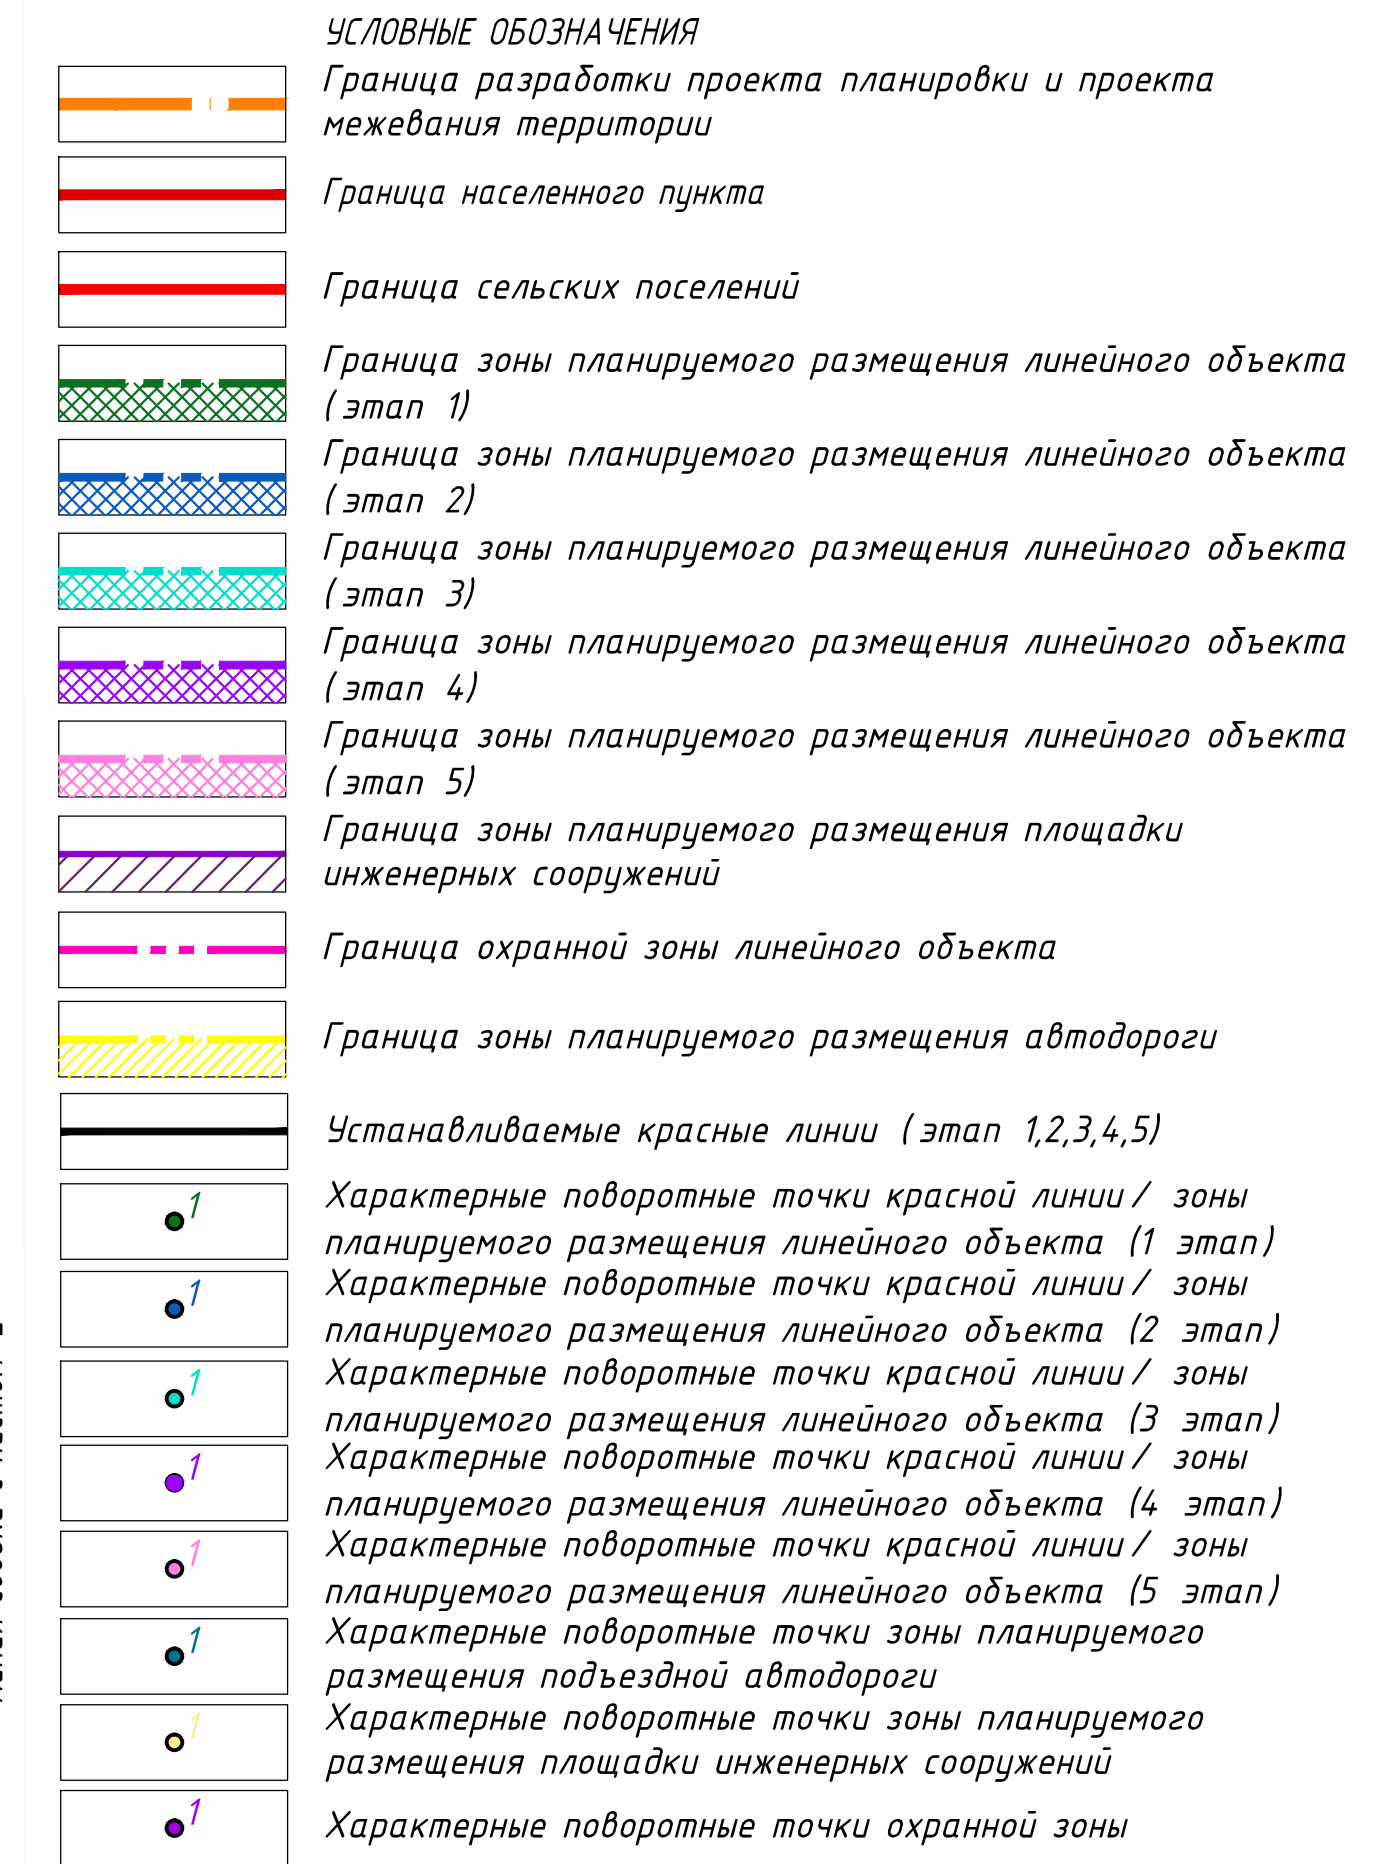 УСЛОВНЫЕ ОБОЗНАЧЕНИЯ
Граница разработки проекта планировки и проекта
межевания территории
Граница населенного пункта
Граница сельских поселений
Граница зоны планируемого размещения линейного объекта
(этап 1)
Граница зоны планируемого размещения линейного объекта
(этап 2)
Граница зоны планируемого размещения линейного объекта
(этап 3)
Граница зоны планируемого размещения линейного объекта
(этап 4)
Граница зоны планируемого размещения линейного объекта
(этап 5)
Граница зоны планируемого размещения площадки
инженерных сооружений
Граница охранной зоны линейного объекта
Граница зоны планируемого размещения автодороги
Устанавливаемые красные линии (этап 1,2,3,4,5)
1
Характерные поворотные точки красной линии/ зоны
планируемого размещения линейного объекта (1 этап)
1
Характерные поворотные точки красной линии/ зоны
планируемого размещения линейного объекта (2 этап)
1
Характерные поворотные точки красной линии/ зоны
планируемого размещения линейного объекта (3 этап)
1
Характерные поворотные точки красной линии/ зоны
планируемого размещения линейного объекта (4 этап)
1
Характерные поворотные точки красной линии/ зоны
планируемого размещения линейного объекта (5 этап)
1
Характерные поворотные точки зоны планируемого
размещения подъездной автодороги
1
Характерные поворотные точки зоны планируемого
размещения площадки инженерных сооружений
1
Характерные поворотные точки охранной зоны